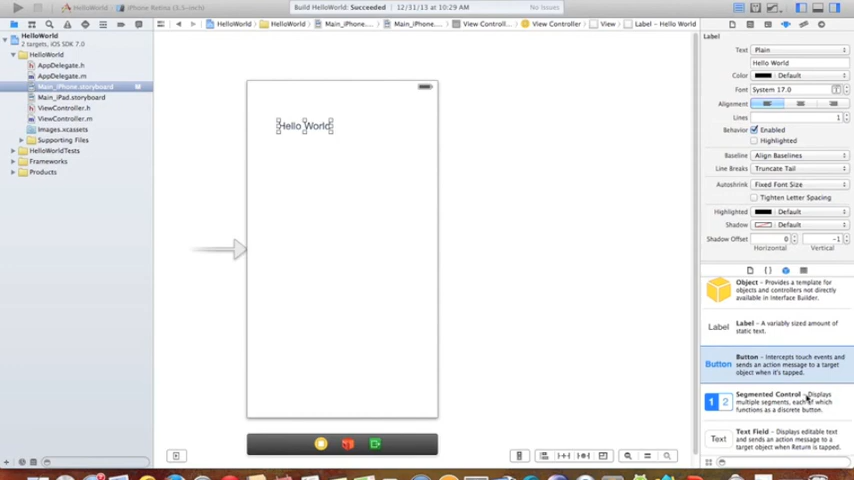 iPhone Retina (3.5-inch)
Build HelloWorld: Succeeded
12/31/13 at 10:29 AM
No Issues
HelloWorld
HelloWorld
Main_iPhone....
Main_iPhone....
View Controll...
View Controller
View
Label - Hello World
HelloWorld
2 targets, iOS SDK 7.0
HelloWorld
AppDelegate.h
AppDelegate.m
Main_iPhone.storyboard
M
Main_iPad.storyboard
ViewController.h
ViewController.m
Images.xcassets
Supporting Files
HelloWorldTests
Frameworks
Products
Hello World
Label
Text Plain
Hello World
Color Default
Font System 17.0
Alignment
Lines 1
Behavior Enabled
Highlighted
Baseline Align Baselines
Line Breaks Truncate Tail
Autoshrink Fixed Font Size
Tighten Letter Spacing
Highlighted Default
Shadow Default
Shadow Offset 0 -1
Horizontal Vertical
Object - Provides a template for
objects and controllers not directly
available in Interface Builder.
Label
Label - A variably sized amount of
static text.
Button
Button - Intercepts touch events and
sends an action message to a target
object when it's tapped.
1 2
Segmented Control - Displays
multiple segments, each of which
functions as a discrete button.
Text
Text Field - Displays editable text
and sends an action message to a
target object when Return is tapped.